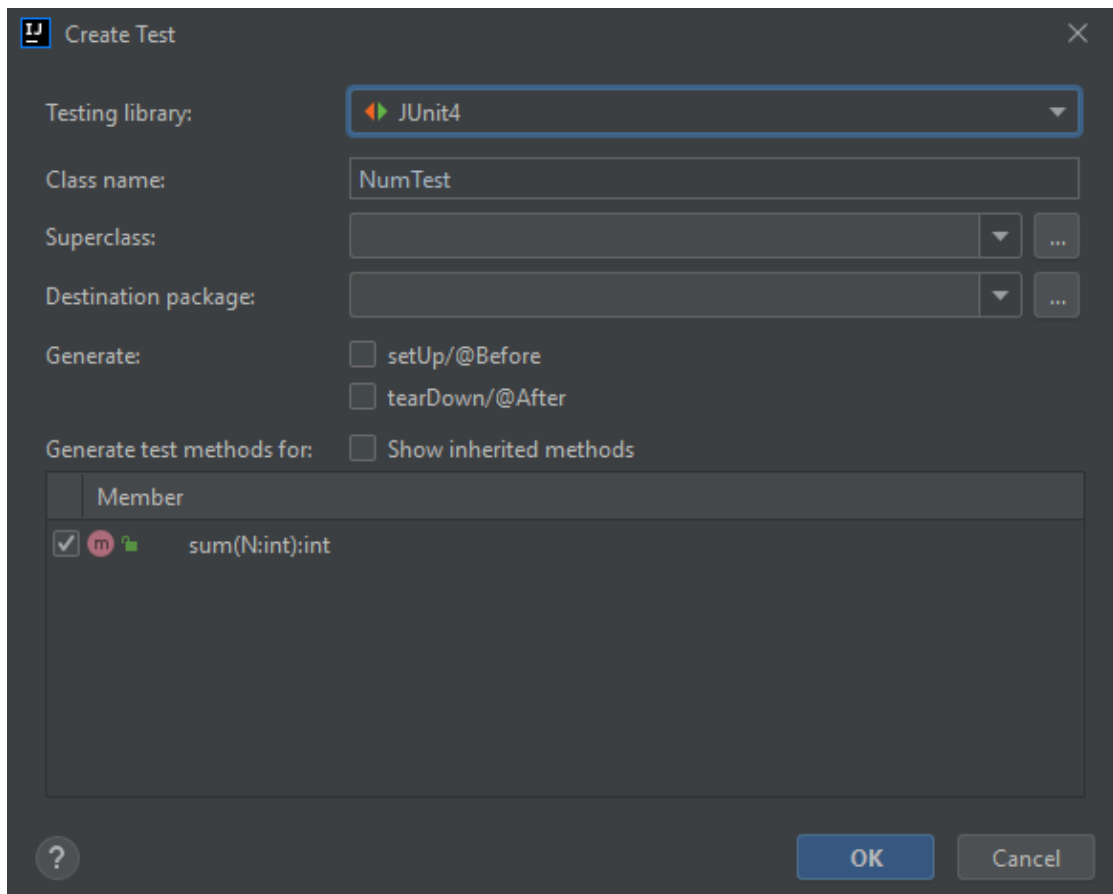 IJ Create Test
Testing library: JUnit4
Class name: NumTest
Superclass: ...
Destination package: ...
Generate: setUp/@Before
tearDown/@After
Generate test methods for: Show inherited methods
Member
m sum(N:int):int
? OK Cancel